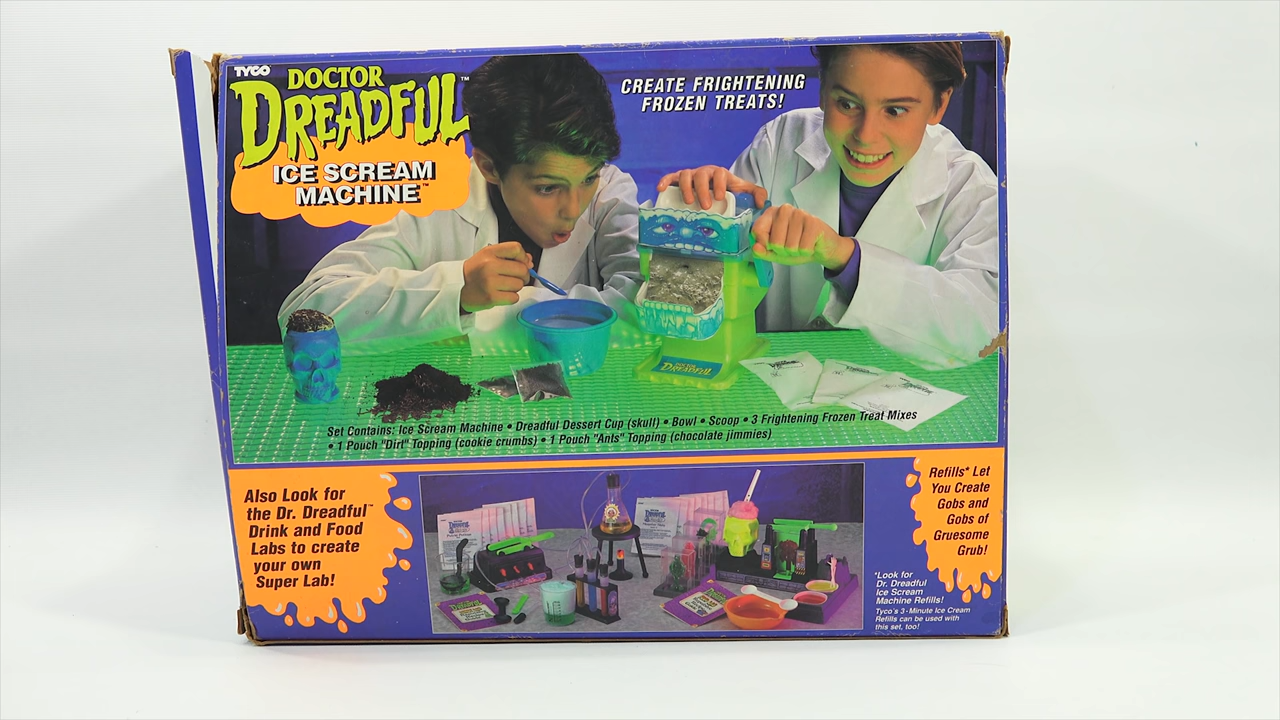 TYCO
DOCTOR
DREADFUL™
ICE SCREAM
MACHINE™
CREATE FRIGHTENING
FROZEN TREATS!
DREADFUL
Set Contains: Ice Scream Machine • Dreadful Dessert Cup (skull) • Bowl • Scoop • 3 Frightening Frozen Treat Mixes
• 1 Pouch "Dirt" Topping (cookie crumbs) • 1 Pouch "Ants" Topping (chocolate jimmies)
Also Look for
the Dr. Dreadful™
Drink and Food
Labs to create
your own
Super Lab!
Refills* Let
You Create
Gobs and
Gobs of
Gruesome
Grub!
*Look for
Dr. Dreadful
Ice Scream
Machine Refills!
Tyco's 3-Minute Ice Cream
Refills can be used with
this set, too!